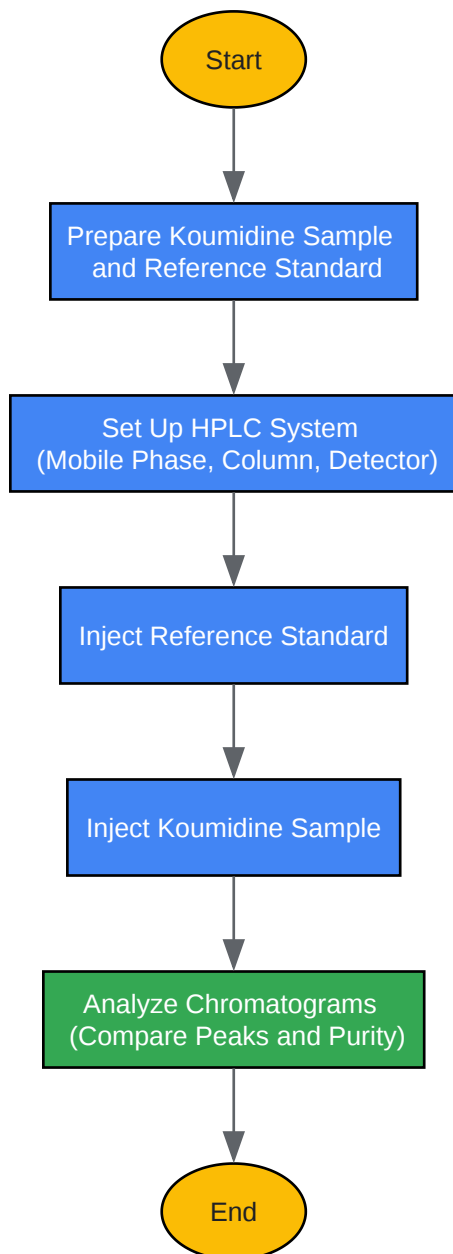 Start
Prepare Koumidine Sample
and Reference Standard
Set Up HPLC System
(Mobile Phase, Column, Detector)
Inject Reference Standard
Inject Koumidine Sample
Analyze Chromatograms
(Compare Peaks and Purity)
End